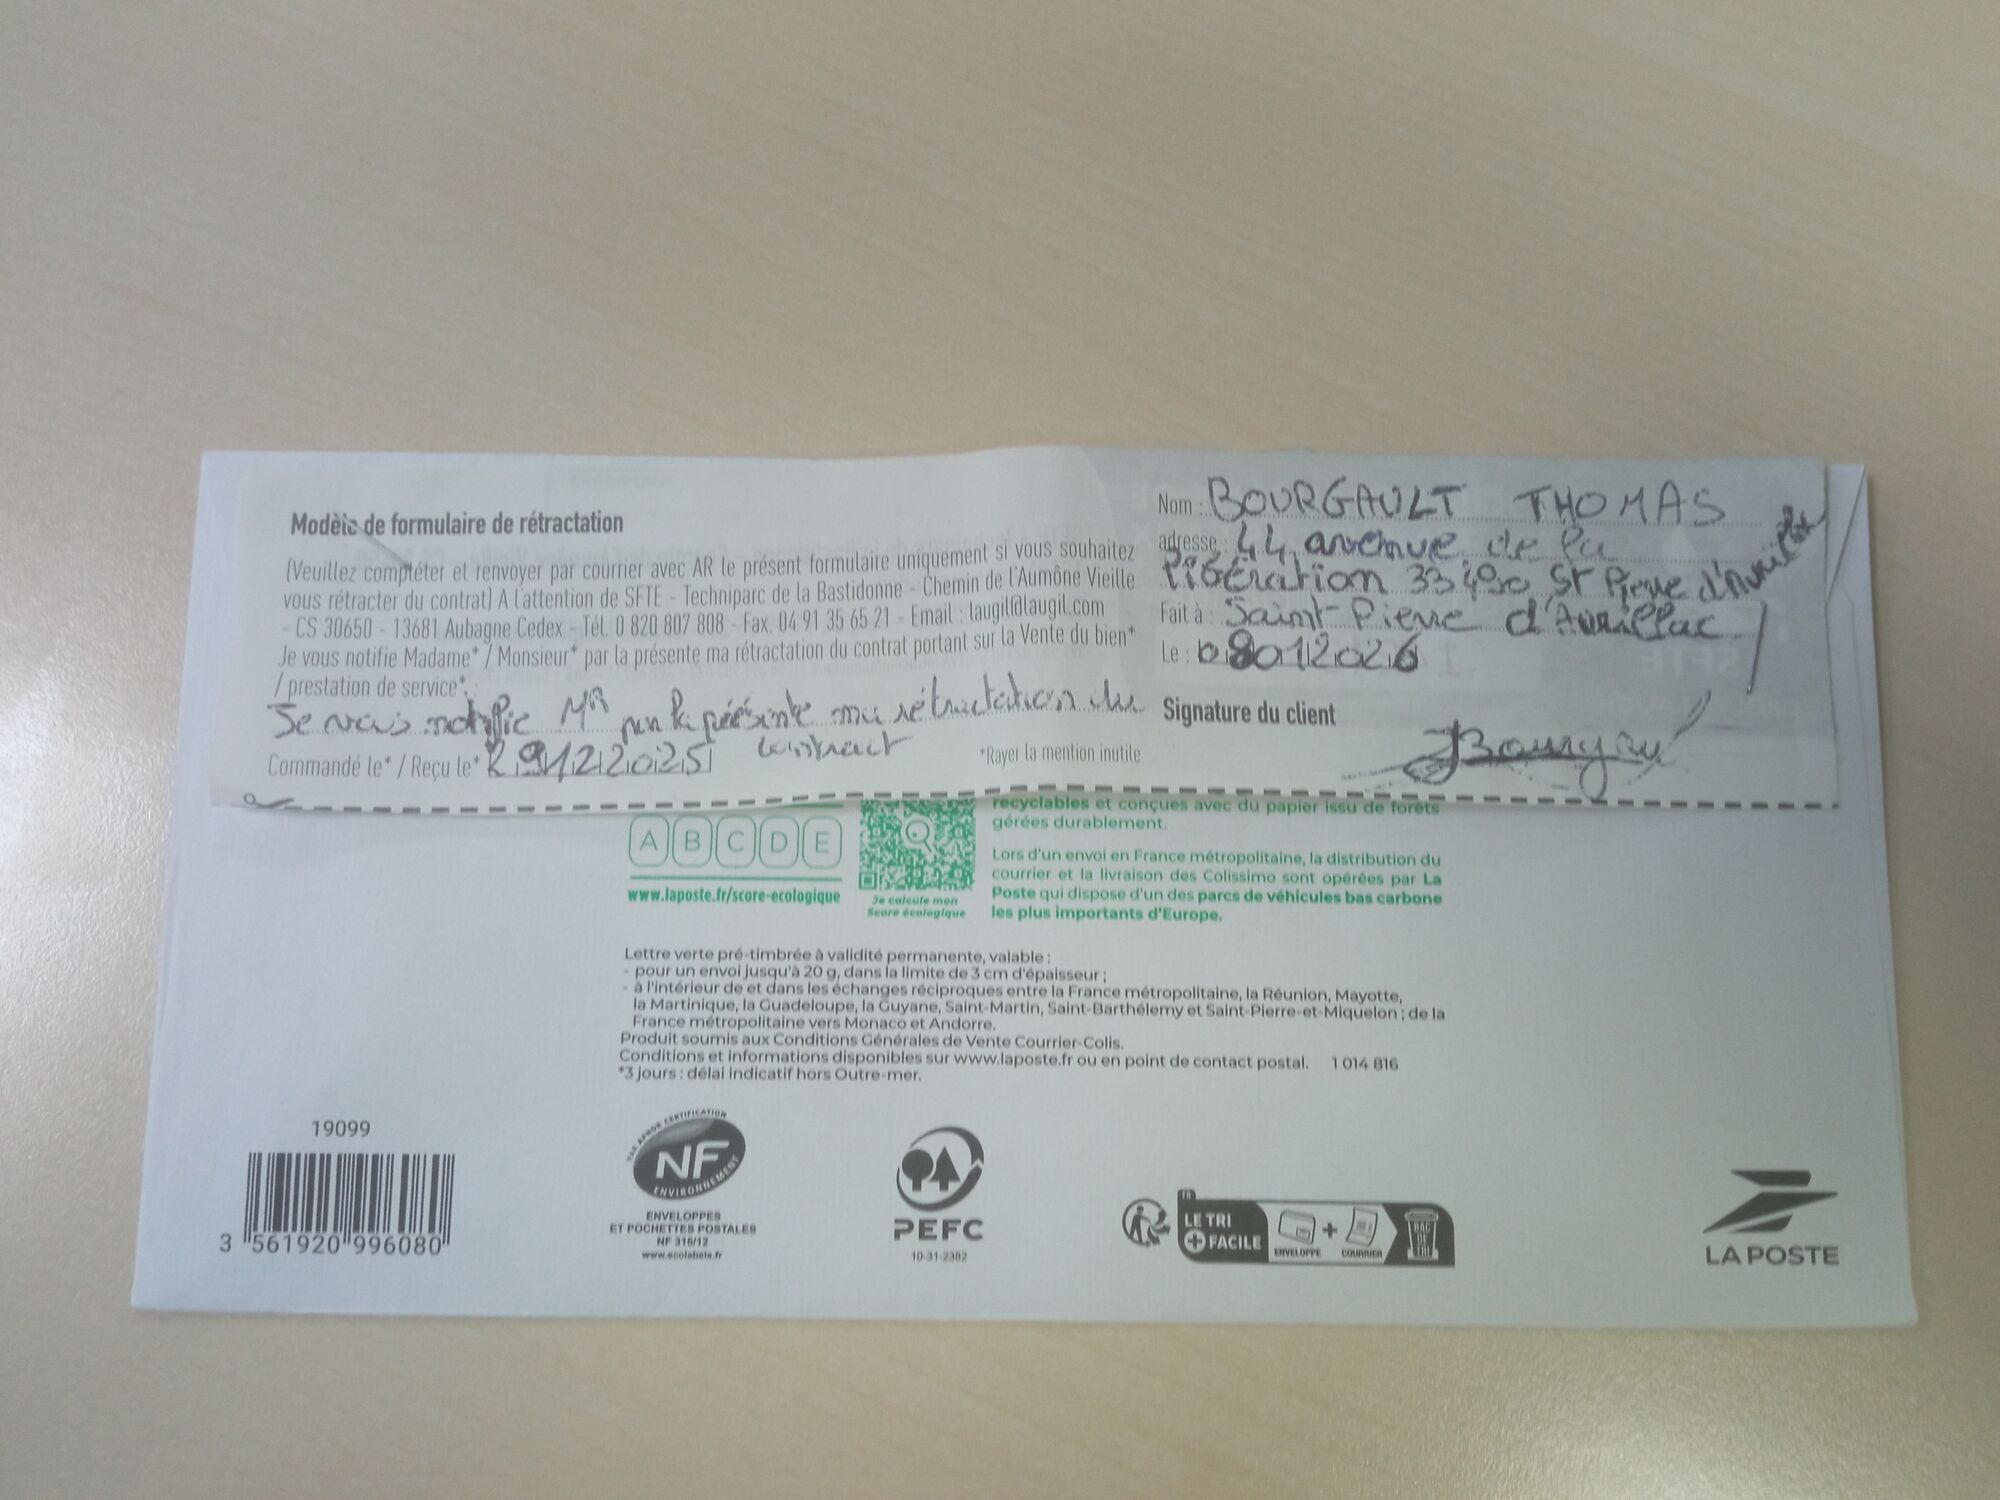 Modèle de formulaire de rétractation
(Veuillez compléter et renvoyer par courrier avec AR le présent formulaire uniquement si vous souhaitez
vous rétracter du contrat) A l'attention de SFTE - Techniparc de la Bastidonne - Chemin de l'Aumône Vieille
- CS 30650 - 13681 Aubagne Cedex - Tél. 0 820 807 808 - Fax. 04 91 35 65 21 - Email : laugil@laugil.com
Je vous notifie Madame* / Monsieur* par la présente ma rétractation du contrat portant sur la Vente du bien*
/ prestation de service* :
Je vous notifie Mr par la présente ma rétractation du
contract
Commandé le* / Reçu le* 29122025
*Rayer la mention inutile
Nom : BOURGAULT THOMAS
adresse : 44 avenue de la
libération 33490 St Pierre d'Aurillac
Fait à : Saint-Pierre d'Aurillac
Le : 08012026
Signature du client
recyclables et conçues avec du papier issu de forêts
gérées durablement.
A B C D E
www.laposte.fr/score-ecologique
Je calcule mon
Score écologique
Lors d'un envoi en France métropolitaine, la distribution du
courrier et la livraison des Colissimo sont opérées par La
Poste qui dispose d'un des parcs de véhicules bas carbone
les plus importants d'Europe.
Lettre verte pré-timbrée à validité permanente, valable :
- pour un envoi jusqu'à 20 g, dans la limite de 3 cm d'épaisseur ;
- à l'intérieur de et dans les échanges réciproques entre la France métropolitaine, la Réunion, Mayotte,
la Martinique, la Guadeloupe, la Guyane, Saint-Martin, Saint-Barthélemy et Saint-Pierre-et-Miquelon ; de la
France métropolitaine vers Monaco et Andorre.
Produit soumis aux Conditions Générales de Vente Courrier-Colis.
Conditions et informations disponibles sur www.laposte.fr ou en point de contact postal. 1 014 816
*3 jours : délai indicatif hors Outre-mer.
19099
3 561920 996080
PAR AFNOR CERTIFICATION
NF
ENVIRONNEMENT
ENVELOPPES
ET POCHETTES POSTALES
NF 316/12
www.ecolabels.fr
PEFC
10-31-2382
FR
LE TRI
+ FACILE
ENVELOPPE + COURRIER
BAC
DE
TRI
LA POSTE